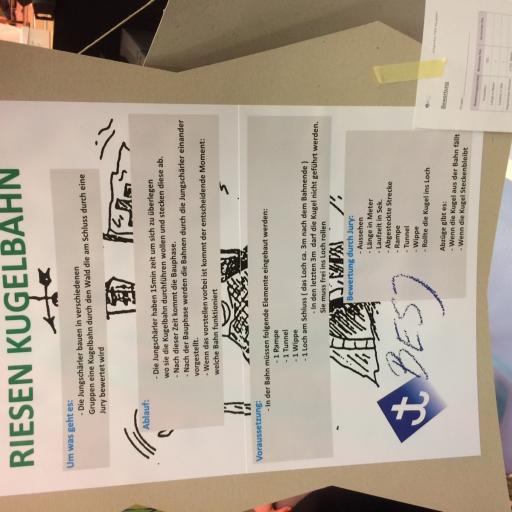 RIESEN KUGELBAHN
Um was geht es:
- Die Jungschärler bauen in verschiedenen
Gruppen eine Kugelbahn durch den Wald die am Schluss durch eine
Jury bewertet wird
Ablauf:
- Die Jungschärler haben 15min zeit um sich zu überlegen
wo sie die Kugelbahn durchführen wollen und stecken diese ab.
- Nach dieser Zeit kommt die Bauphase.
- Nach der Bauphase werden die Bahnen durch die Jungschärler einander
vorgestellt.
- Wenn das vorstellen vorbei ist kommt der entscheidende Moment:
welche Bahn funktioniert
Voraussetzung:
- In der Bahn müssen folgende Elemente eingebaut werden:
- 1 Rampe
- 1 Tunnel
- 1 Wippe
- 1 Loch am Schluss ( das Loch ca. 3m nach dem Bahnende )
- In den letzten 3m darf die Kugel nicht geführt werden.
Sie muss frei ins Loch rollen
Bewertung durch Jury:
- Aussehen
- Länge in Meter
- Laufzeit in Sek.
- Abgesteckte Strecke
- Rampe
- Tunnel
- Wippe
- Rollte die Kugel ins Loch
Abzüge gibt es:
- Wenn die Kugel aus der Bahn fällt
- Wenn die Kugel Steckenbleibt
BESJ
Bewertung